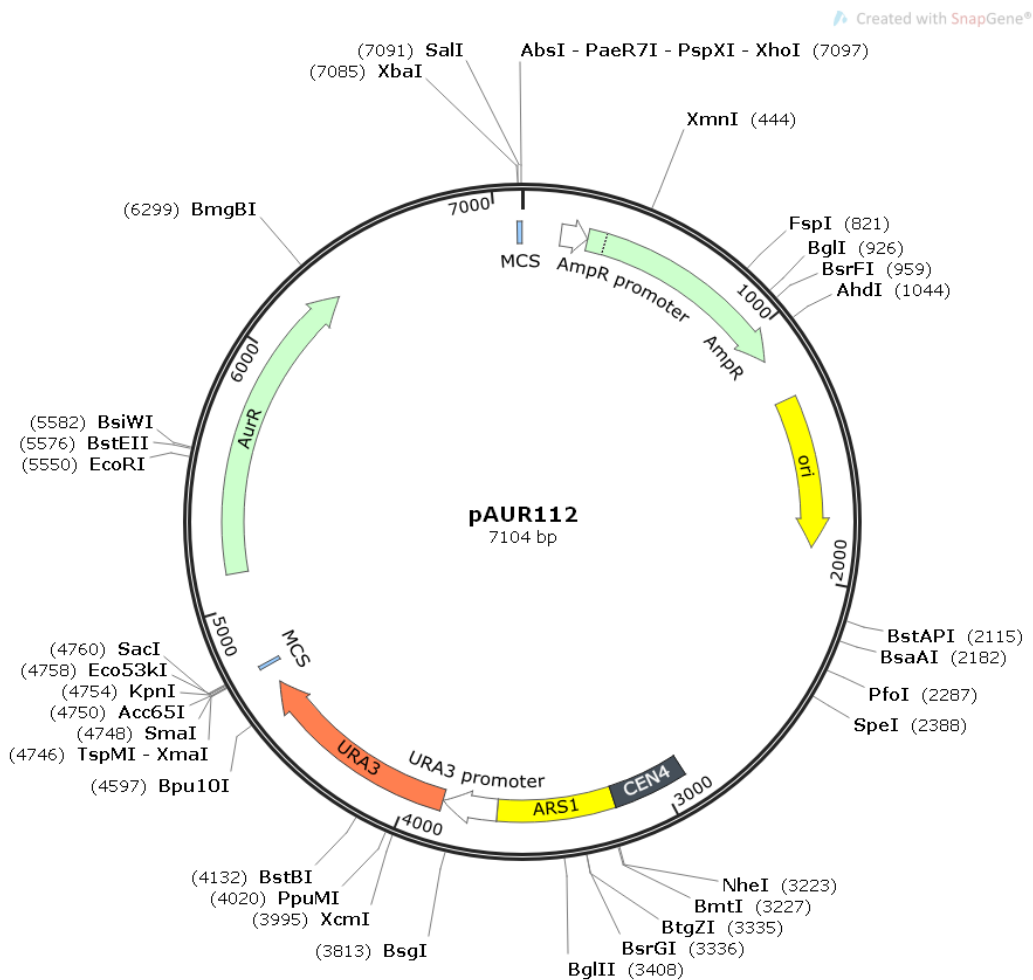 Created with SnapGene®
(7091) SalI
AbsI - PaeR7I - PspXI - XhoI (7097)
(7085) XbaI
XmnI (444)
(6299) BmgBI
7000
FspI (821)
BglI (926)
MCS
AmpR promoter
BsrFI (959)
1000
AhdI (1044)
AmpR
6000
AurR
(5582) BsiWI
(5576) BstEII
(5550) EcoRI
ori
pAUR112
7104 bp
2000
5000
MCS
BstAPI (2115)
BsaAI (2182)
(4760) SacI
(4758) Eco53kI
(4754) KpnI
(4750) Acc65I
(4748) SmaI
(4746) TspMI - XmaI
PfoI (2287)
SpeI (2388)
(4597) Bpu10I
URA3
URA3 promoter
CEN4
ARS1
3000
4000
(4132) BstBI
(4020) PpuMI
(3995) XcmI
(3813) BsgI
NheI (3223)
BmtI (3227)
BtgZI (3335)
BsrGI (3336)
BglII (3408)